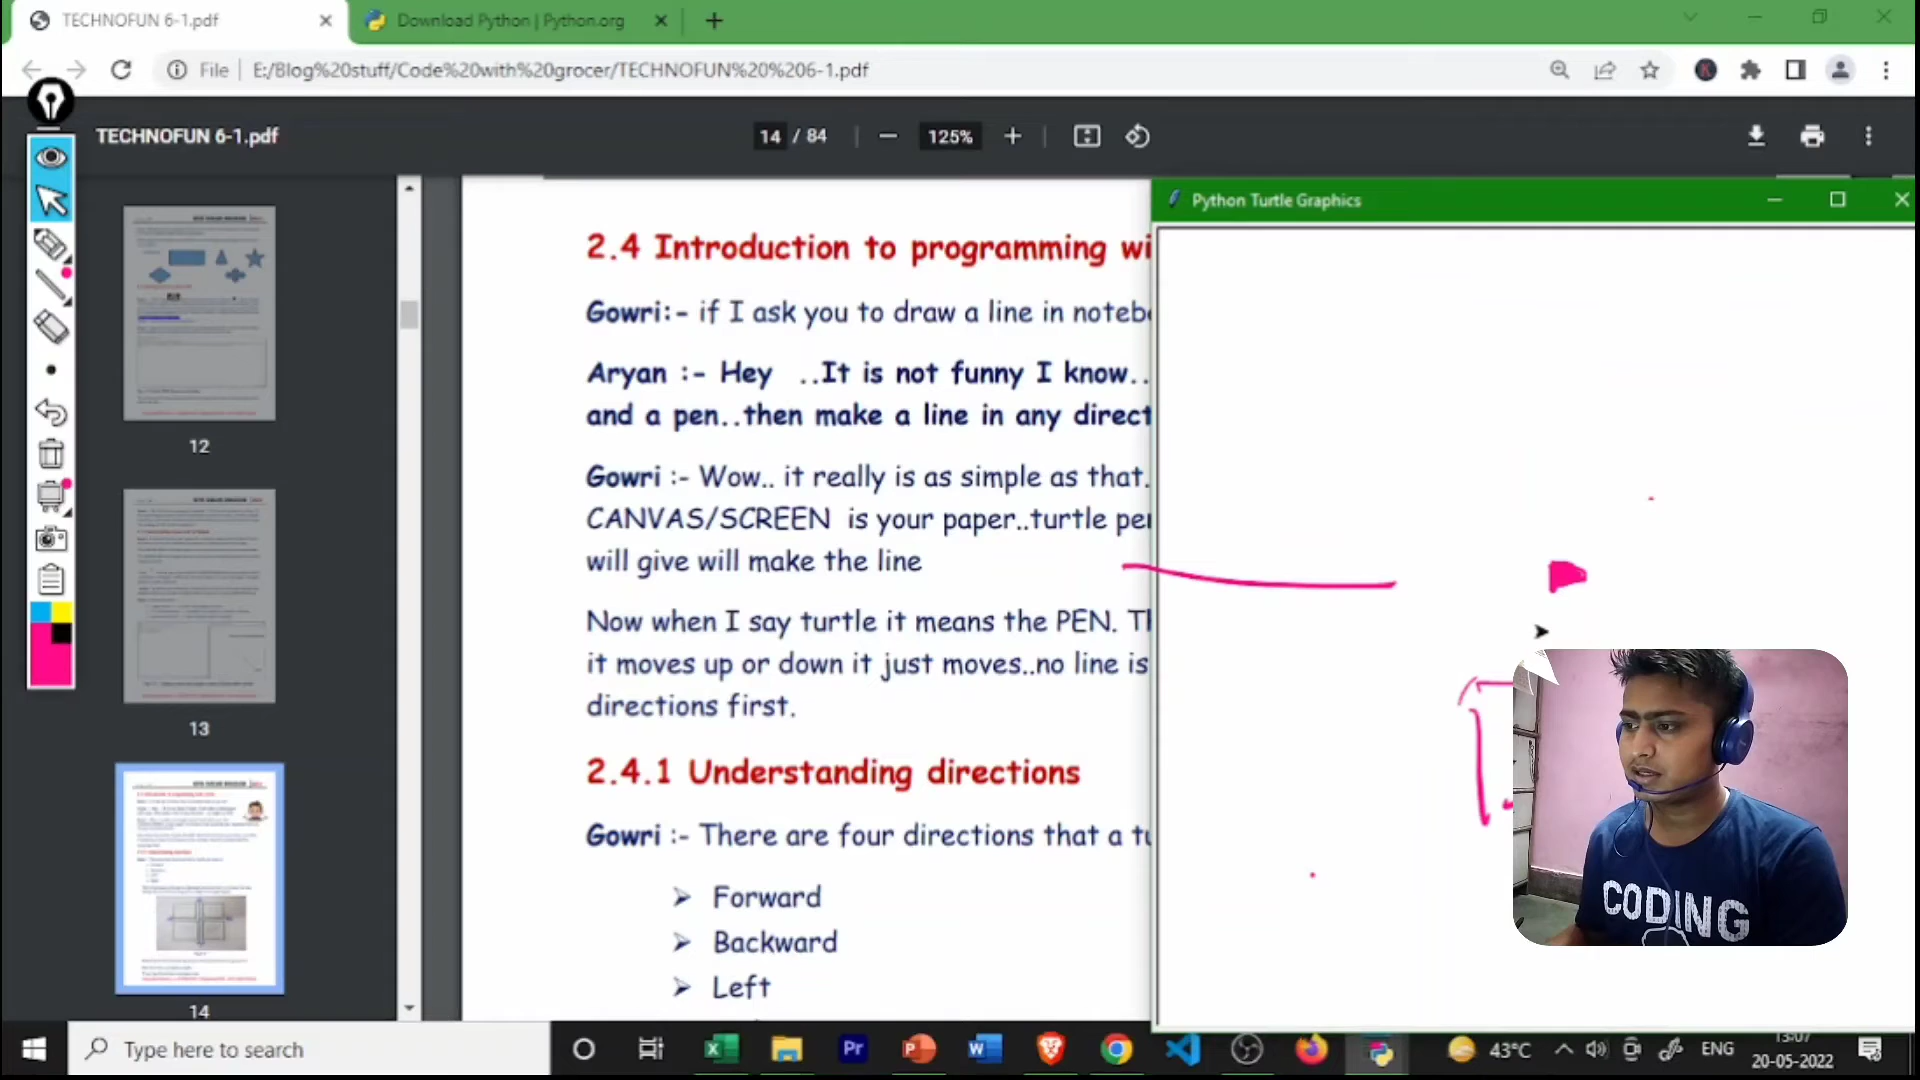 TECHNOFUN 6-1.pdf
Download Python | Python.org
File
E:/Blog%20stuff/Code%20with%20grocer/TECHNOFUN%20%206-1.pdf
TECHNOFUN 6-1.pdf
14 / 84
125%
Python Turtle Graphics
2.4 Introduction to programming wi
Gowri:- if I ask you to draw a line in noteb
Aryan :- Hey ..It is not funny I know..
and a pen..then make a line in any direct
Gowri :- Wow.. it really is as simple as that.
CANVAS/SCREEN is your paper..turtle pe
will give will make the line
Now when I say turtle it means the PEN. Th
it moves up or down it just moves..no line is
directions first.
2.4.1 Understanding directions
Gowri :- There are four directions that a tu
➢ Forward
➢ Backward
➢ Left
12
13
14
CODING
Type here to search
Pr
43°C
ENG
13:07
20-05-2022